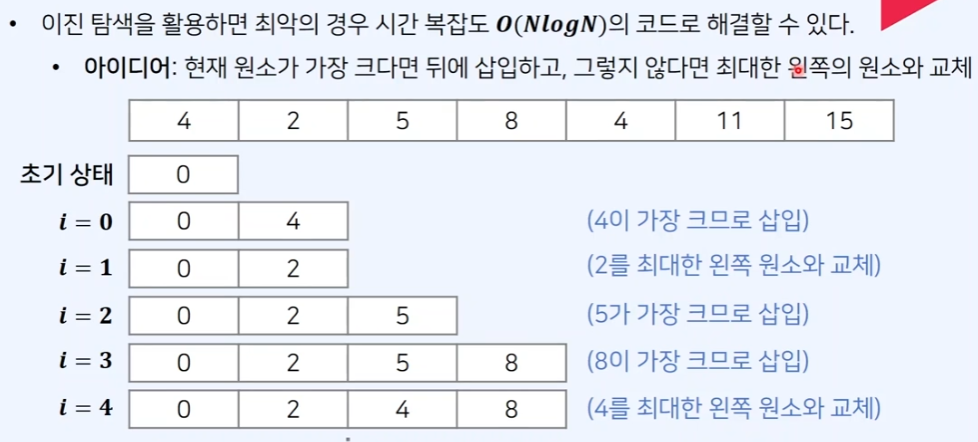 • 이진 탐색을 활용하면 최악의 경우 시간 복잡도 O(NlogN)의 코드로 해결할 수 있다.
• 아이디어: 현재 원소가 가장 크다면 뒤에 삽입하고, 그렇지 않다면 최대한 왼쪽의 원소와 교체
4 2 5 8 4 11 15
초기 상태 0
i = 0 0 4 (4이 가장 크므로 삽입)
i = 1 0 2 (2를 최대한 왼쪽 원소와 교체)
i = 2 0 2 5 (5가 가장 크므로 삽입)
i = 3 0 2 5 8 (8이 가장 크므로 삽입)
i = 4 0 2 4 8 (4를 최대한 왼쪽 원소와 교체)